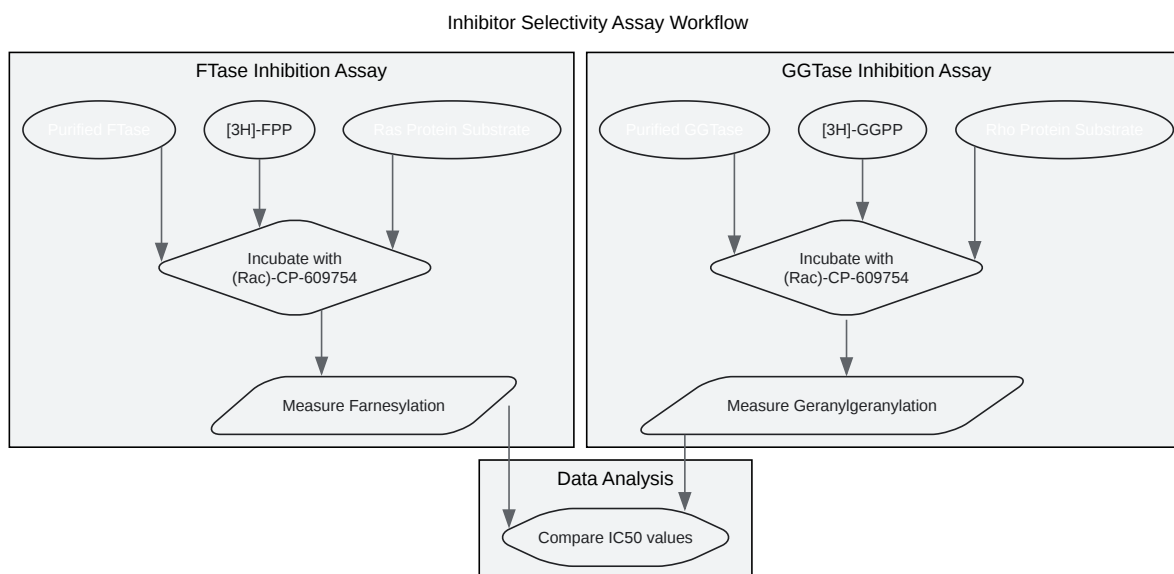 Inhibitor Selectivity Assay Workflow
FTase Inhibition Assay
Purified FTase
[3H]-FPP
Ras Protein Substrate
Incubate with
(Rac)-CP-609754
Measure Farnesylation
GGTase Inhibition Assay
Purified GGTase
[3H]-GGPP
Rho Protein Substrate
Incubate with
(Rac)-CP-609754
Measure Geranylgeranylation
Data Analysis
Compare IC50 values